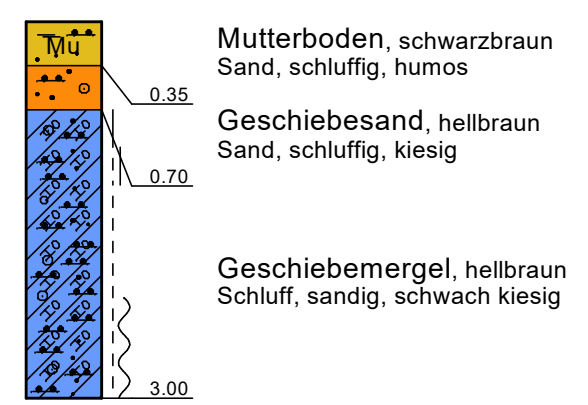 Mu
Mutterboden, schwarzbraun
Sand, schluffig, humos
0.35
Geschiebesand, hellbraun
Sand, schluffig, kiesig
0.70
Geschiebemergel, hellbraun
Schluff, sandig, schwach kiesig
3.00